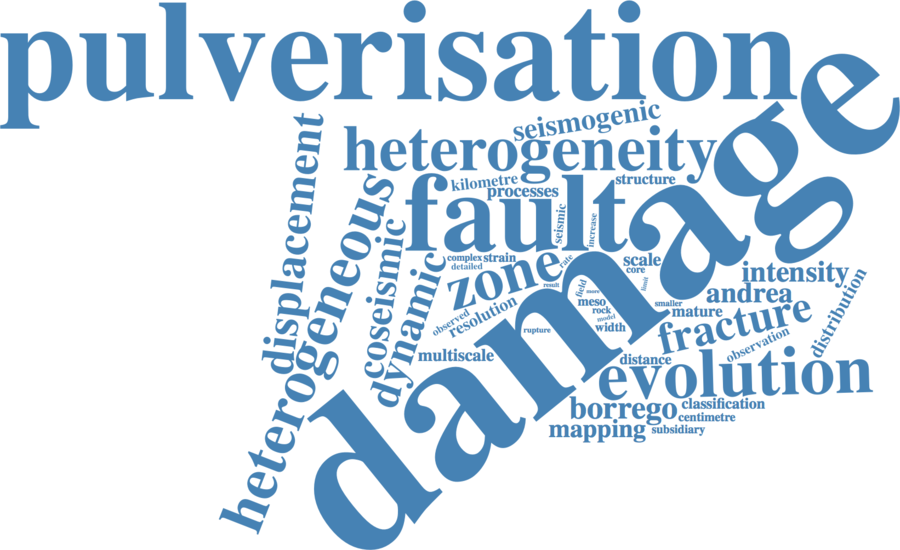 pulverisation
damage
seismogenic
heterogeneity
displacement
heterogeneous
coseismic
dynamic
kilometre
processes
structure
fault
seismic
increase
complex
strain
detailed
zone
rate
scale
core
limit
result
field
more
meso
rock
model
width
smaller
intensity
andrea
mature
fracture
distribution
observation
observed
resolution
rupture
multiscale
distance
evolution
borrego
classification
centimetre
mapping
subsidiary